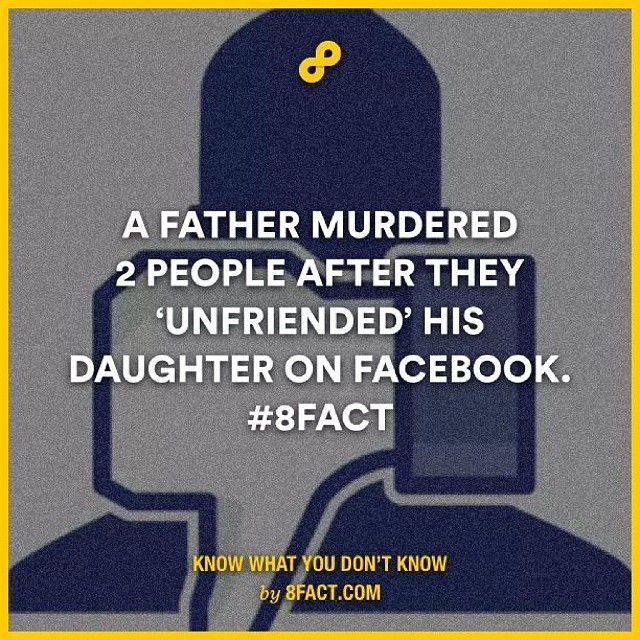 A FATHER MURDERED
2 PEOPLE AFTER THEY
‘UNFRIENDED’ HIS
DAUGHTER ON FACEBOOK.
#8FACT
KNOW WHAT YOU DON’T KNOW
by 8FACT.COM